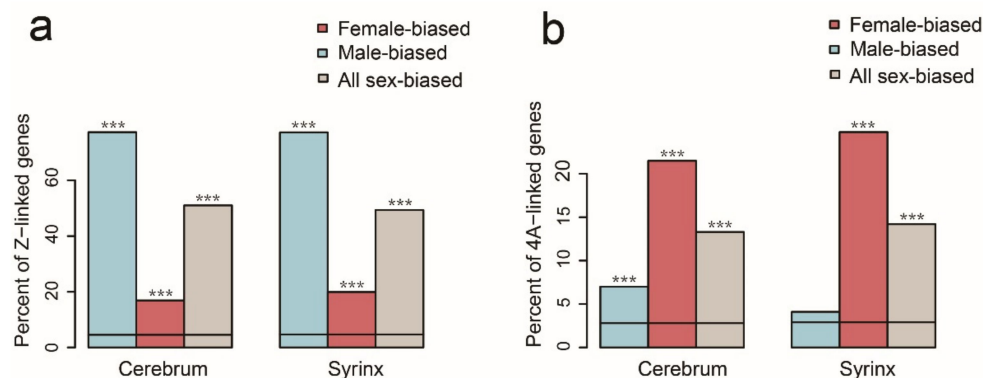 a
Female-biased
Male-biased
All sex-biased
Percent of Z-linked genes
0
20
40
60
***
***
***
***
***
***
Cerebrum
Syrinx
b
Female-biased
Male-biased
All sex-biased
Percent of 4A-linked genes
0
5
10
15
20
***
***
***
***
***
Cerebrum
Syrinx